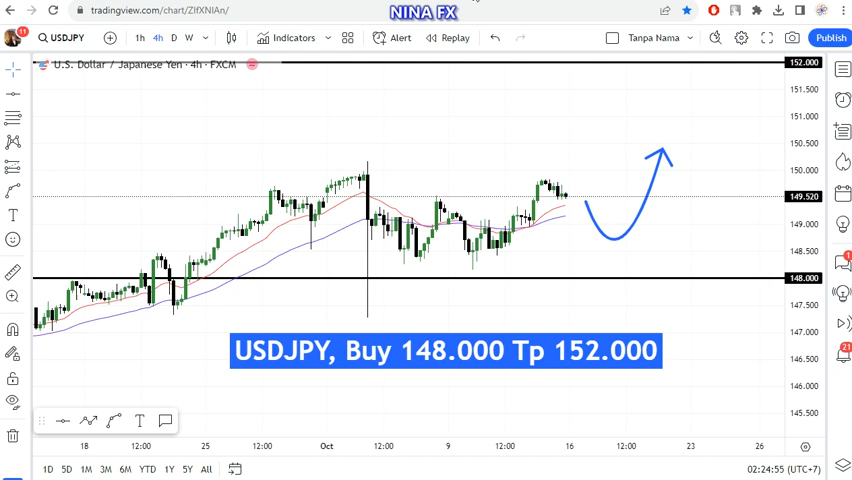 NINA FX
tradingview.com/chart/ZIfXNIAn/
USDJPY 1h 4h D W Indicators Alert Replay Tanpa Nama Publish
U.S. Dollar / Japanese Yen · 4h · FXCM
152.000
151.500
151.000
150.500
150.000
149.520
149.000
148.500
148.000
147.500
147.000
146.500
146.000
145.500
USDJPY, Buy 148.000 Tp 152.000
18 12:00 25 12:00 Oct 12:00 9 12:00 16 12:00 23 26
1D 5D 1M 3M 6M YTD 1Y 5Y All
02:24:55 (UTC+7)
11
1
21